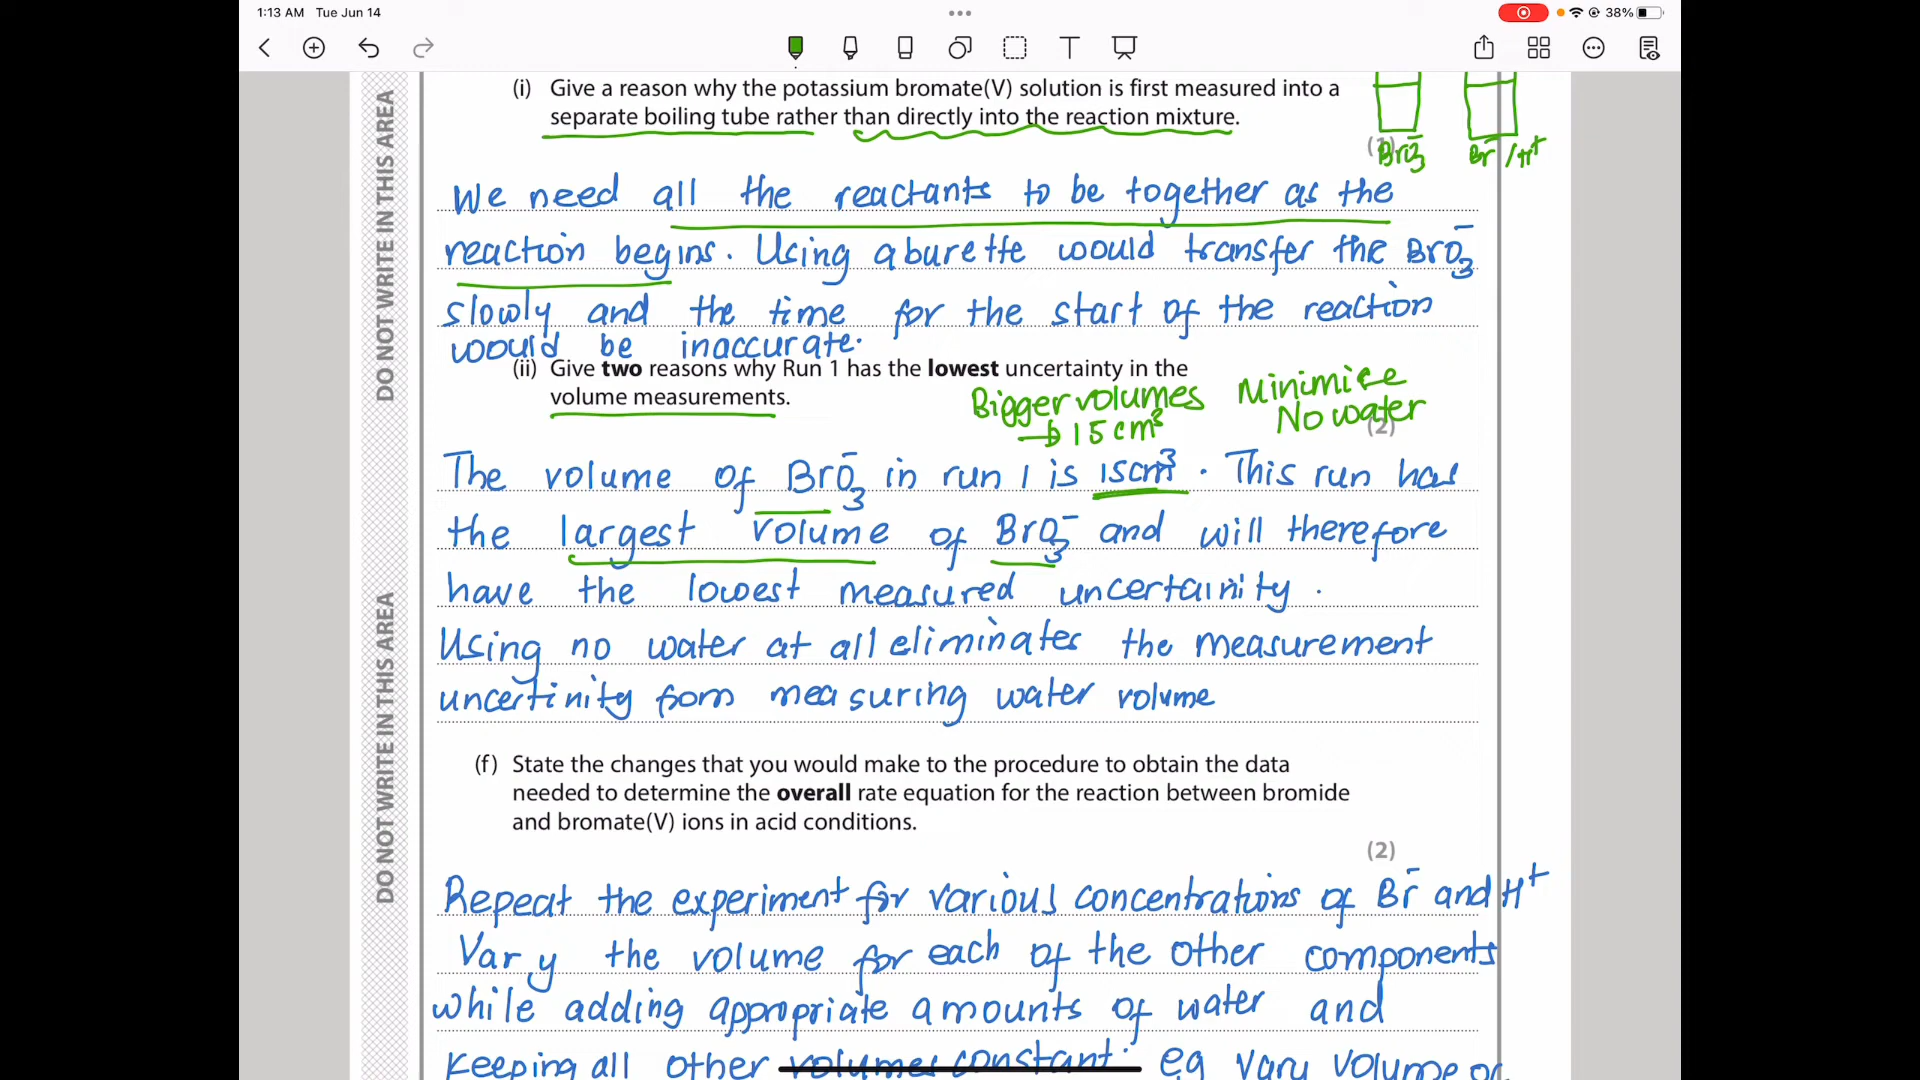 1:13 AM Tue Jun 14
38%
(i) Give a reason why the potassium bromate(V) solution is first measured into a
separate boiling tube rather than directly into the reaction mixture.
BrO₃⁻ Br⁻/H⁺
We need all the reactants to be together as the
reaction begins. Using a burette would transfer the BrO₃⁻
slowly and the time for the start of the reaction
would be inaccurate.
(ii) Give two reasons why Run 1 has the lowest uncertainty in the
volume measurements.
Bigger volumes
→ 15 cm³
Minimise
No water
(2)
The volume of BrO₃⁻ in run 1 is 15cm³. This run has
the largest volume of BrO₃⁻ and will therefore
have the lowest measured uncertainity.
Using no water at all eliminates the measurement
uncertinity from measuring water volume
(f) State the changes that you would make to the procedure to obtain the data
needed to determine the overall rate equation for the reaction between bromide
and bromate(V) ions in acid conditions.
(2)
Repeat the experiment for various concentrations of Br⁻ and H⁺
Vary the volume for each of the other components
while adding appropriate amounts of water and
keeping all other volumes constant. eg vary volume of
DO NOT WRITE IN THIS AREA
DO NOT WRITE IN THIS AREA